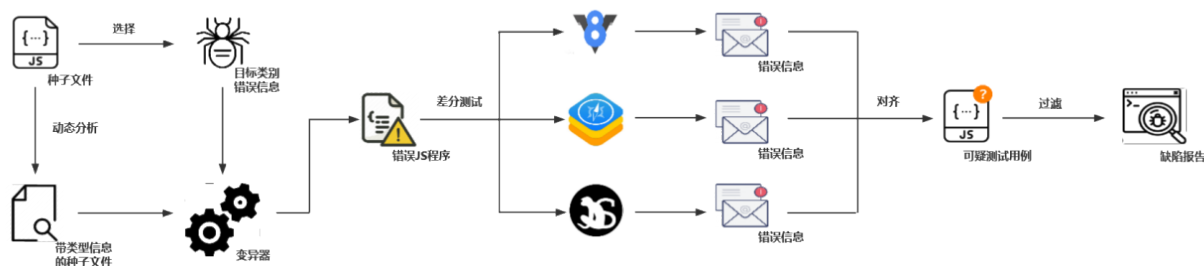 {···}
JS
种子文件
选择
目标类别
错误信息
动态分析
带类型信息
的种子文件
变异器
错误JS程序
差分测试
8
错误信息
错误信息
JS
错误信息
对齐
?
{···}
JS
可疑测试用例
过滤
>_
缺陷报告